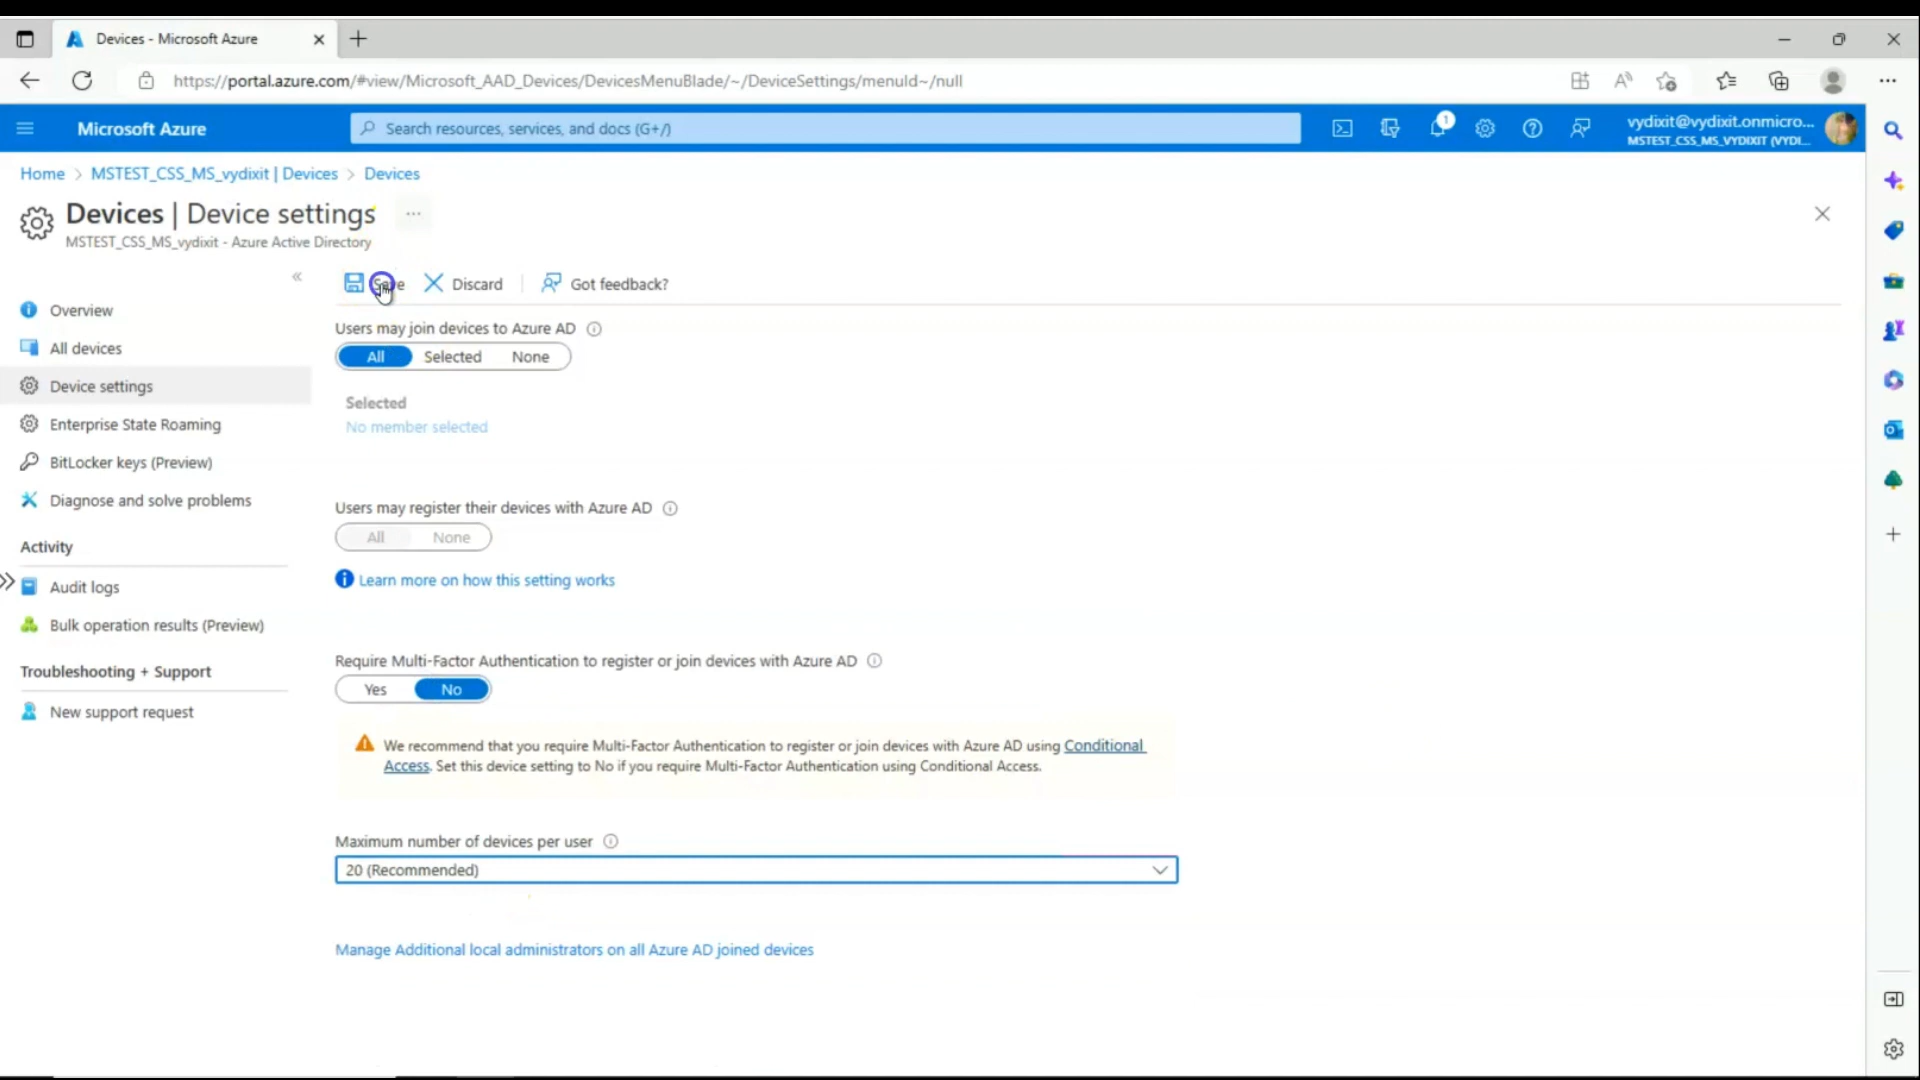 Devices - Microsoft Azure
https://portal.azure.com/#view/Microsoft_AAD_Devices/DevicesMenuBlade/~/DeviceSettings/menuId~/null
Microsoft Azure
Search resources, services, and docs (G+/)
1
vydixit@vydixit.onmicro...
MSTEST_CSS_MS_VYDIXIT (VYDI...
Home > MSTEST_CSS_MS_vydixit | Devices > Devices
Devices | Device settings ...
MSTEST_CSS_MS_vydixit - Azure Active Directory
Save
Discard
Got feedback?
Overview
All devices
Device settings
Enterprise State Roaming
BitLocker keys (Preview)
Diagnose and solve problems
Activity
Audit logs
Bulk operation results (Preview)
Troubleshooting + Support
New support request
Users may join devices to Azure AD
All Selected None
Selected
No member selected
Users may register their devices with Azure AD
All None
Learn more on how this setting works
Require Multi-Factor Authentication to register or join devices with Azure AD
Yes No
We recommend that you require Multi-Factor Authentication to register or join devices with Azure AD using Conditional
Access. Set this device setting to No if you require Multi-Factor Authentication using Conditional Access.
Maximum number of devices per user
20 (Recommended)
Manage Additional local administrators on all Azure AD joined devices